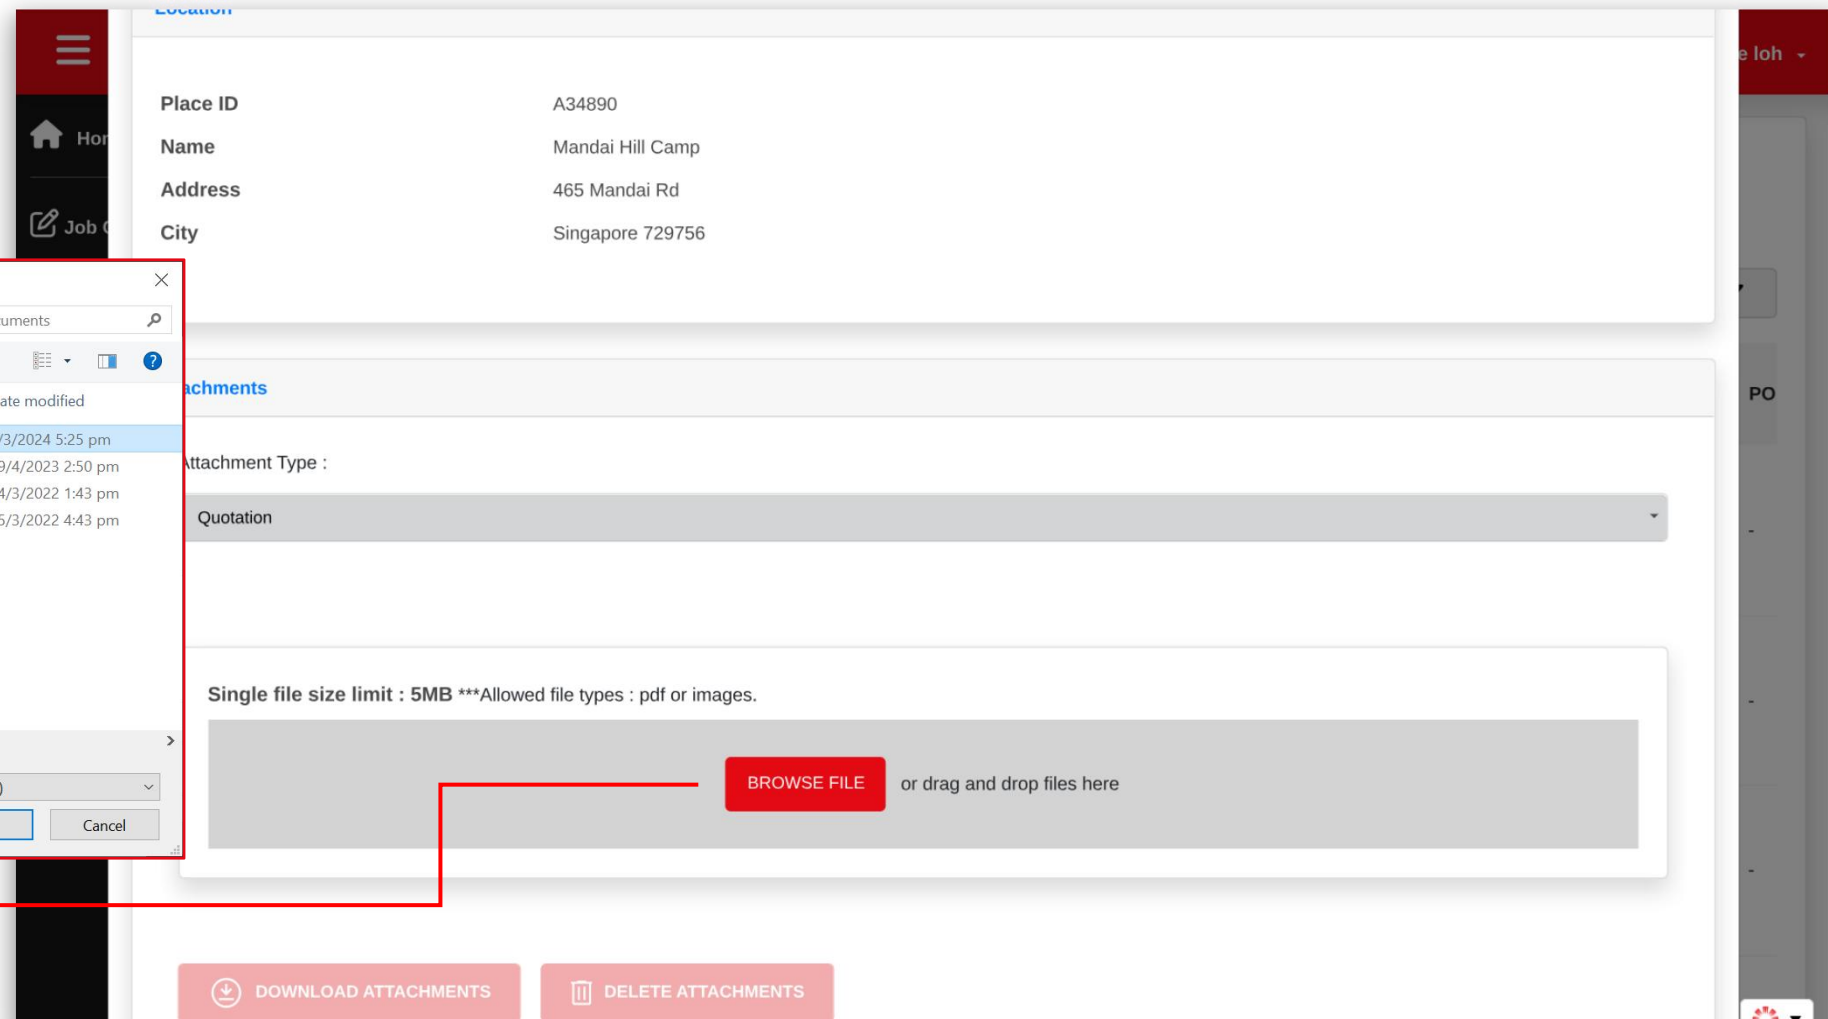 Location
e loh
Place ID A34890
Name Mandai Hill Camp
Address 465 Mandai Rd
City Singapore 729756
Hor
Job
uments
ate modified
/3/2024 5:25 pm
9/4/2023 2:50 pm
4/3/2022 1:43 pm
5/3/2022 4:43 pm
)
Cancel
achments
PO
Attachment Type :
Quotation
-
Single file size limit : 5MB ***Allowed file types : pdf or images.
-
BROWSE FILE or drag and drop files here
-
DOWNLOAD ATTACHMENTS DELETE ATTACHMENTS